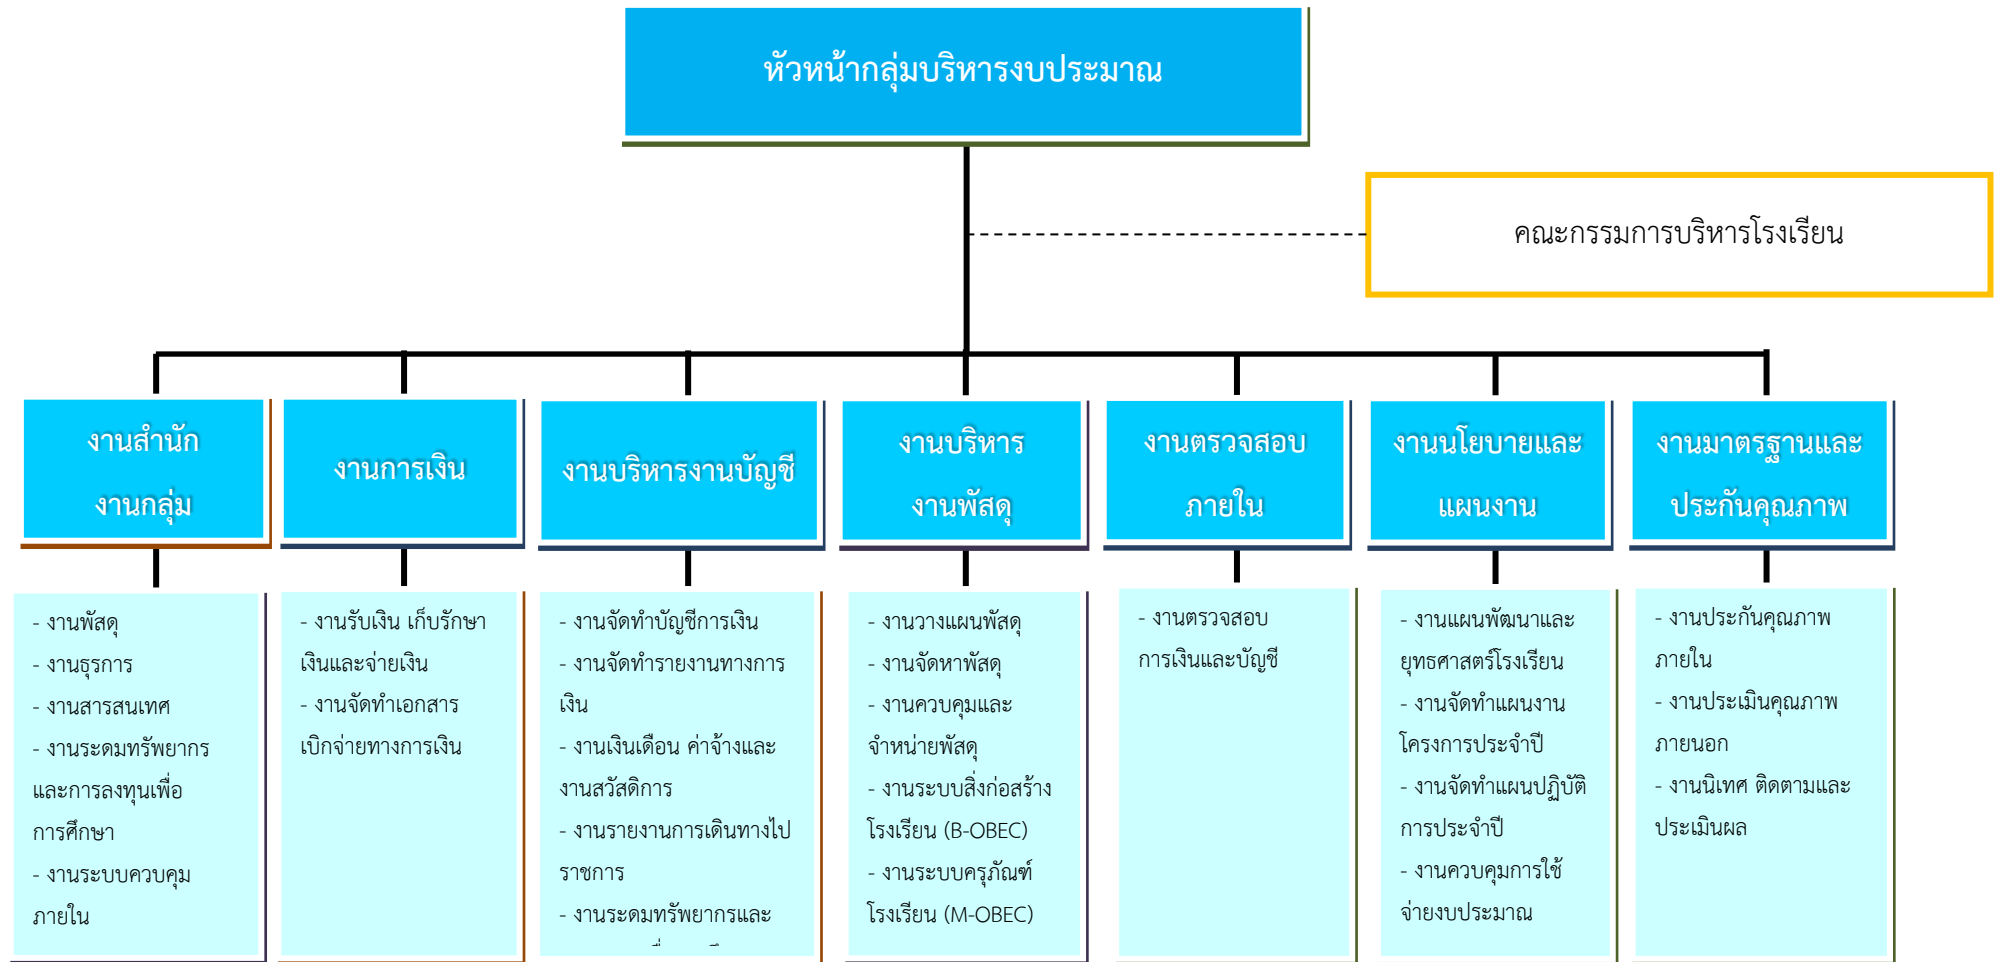 หัวหน้ากลุ่มบริหารงบประมาณ
คณะกรรมการบริหารโรงเรียน
งานสำนัก
งานกลุ่ม
งานการเงิน
งานบริหารงานบัญชี
งานบริหาร
งานพัสดุ
งานตรวจสอบ
ภายใน
งานนโยบายและ
แผนงาน
งานมาตรฐานและ
ประกันคุณภาพ
- งานพัสดุ
- งานธุรการ
- งานสารสนเทศ
- งานระดมทรัพยากร
และการลงทุนเพื่อ
การศึกษา
- งานระบบควบคุม
ภายใน
- งานรับเงิน เก็บรักษา
เงินและจ่ายเงิน
- งานจัดทำเอกสาร
เบิกจ่ายทางการเงิน
- งานจัดทำบัญชีการเงิน
- งานจัดทำรายงานทางการ
เงิน
- งานเงินเดือน ค่าจ้างและ
งานสวัสดิการ
- งานรายงานการเดินทางไป
ราชการ
- งานระดมทรัพยากรและ
- งานวางแผนพัสดุ
- งานจัดหาพัสดุ
- งานควบคุมและ
จำหน่ายพัสดุ
- งานระบบสิ่งก่อสร้าง
โรงเรียน (B-OBEC)
- งานระบบครุภัณฑ์
โรงเรียน (M-OBEC)
- งานตรวจสอบ
การเงินและบัญชี
- งานแผนพัฒนาและ
ยุทธศาสตร์โรงเรียน
- งานจัดทำแผนงาน
โครงการประจำปี
- งานจัดทำแผนปฏิบัติ
การประจำปี
- งานควบคุมการใช้
จ่ายงบประมาณ
- งานประกันคุณภาพ
ภายใน
- งานประเมินคุณภาพ
ภายนอก
- งานนิเทศ ติดตามและ
ประเมินผล